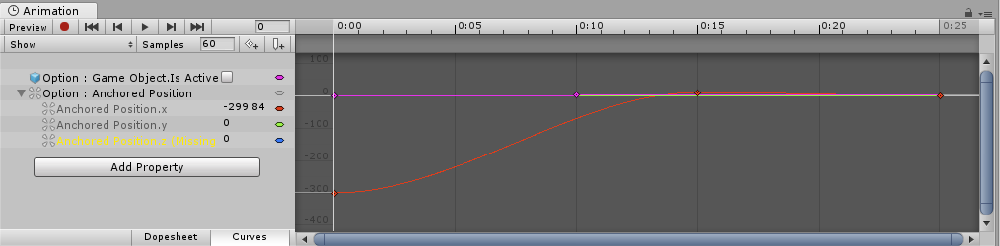 Animation
Preview 0 0:00 0:05 0:10 0:15 0:20 0:25
Show Samples 60
Option : Game Object.Is Active
Option : Anchored Position
Anchored Position.x -299.84
Anchored Position.y 0
Anchored Position.z (Missing 0
Add Property
100
0
-100
-200
-300
-400
Dopesheet Curves